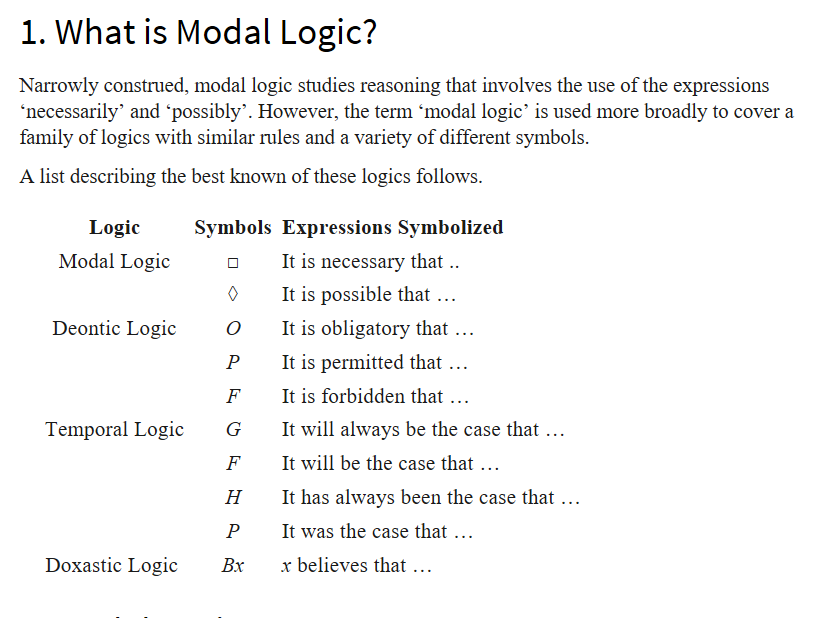 1. What is Modal Logic?
Narrowly construed, modal logic studies reasoning that involves the use of the expressions
‘necessarily’ and ‘possibly’. However, the term ‘modal logic’ is used more broadly to cover a
family of logics with similar rules and a variety of different symbols.
A list describing the best known of these logics follows.
Logic Symbols Expressions Symbolized
Modal Logic □ It is necessary that ..
◊ It is possible that …
Deontic Logic O It is obligatory that …
P It is permitted that …
F It is forbidden that …
Temporal Logic G It will always be the case that …
F It will be the case that …
H It has always been the case that …
P It was the case that …
Doxastic Logic Bx x believes that …